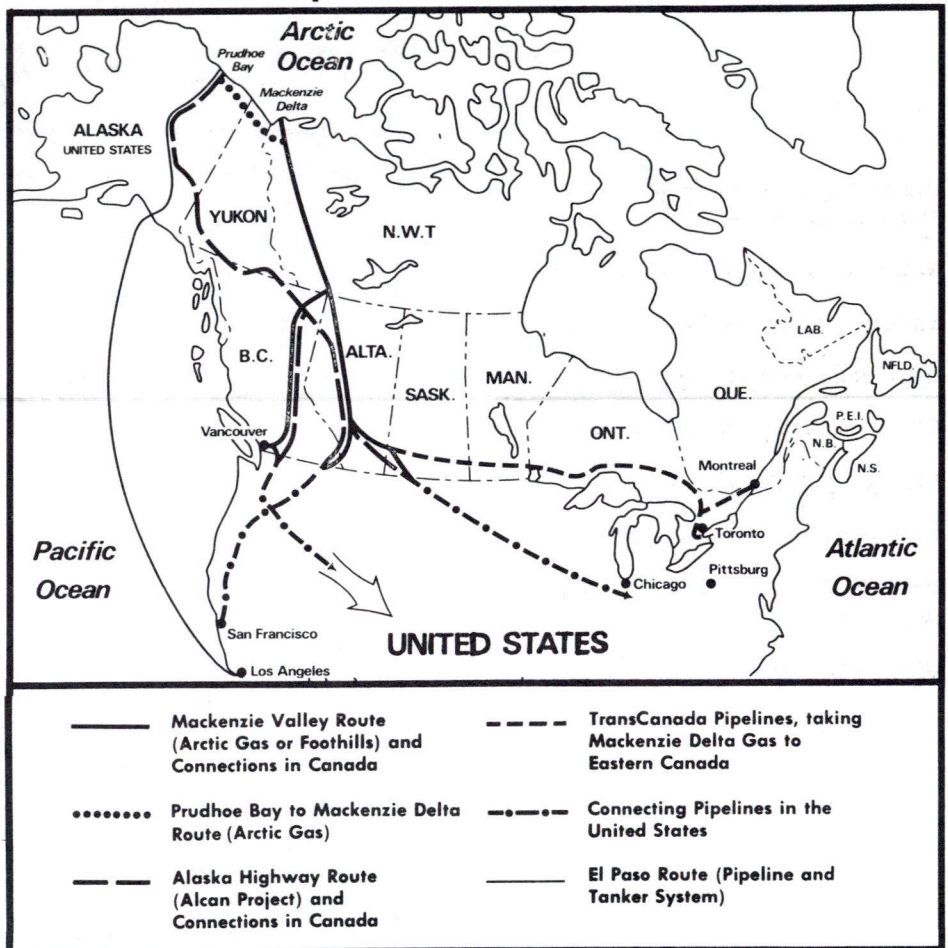 Arctic
Ocean
Prudhoe
Bay
Mackenzie
Delta
ALASKA
UNITED STATES
YUKON
N.W.T
B.C.
ALTA.
SASK.
MAN.
ONT.
QUE.
LAB.
NFLD.
P.E.I.
N.B.
N.S.
Vancouver
Montreal
Toronto
Pacific
Ocean
Atlantic
Ocean
Chicago
Pittsburg
San Francisco
UNITED STATES
Los Angeles
Mackenzie Valley Route
(Arctic Gas or Foothills) and
Connections in Canada
Prudhoe Bay to Mackenzie Delta
Route (Arctic Gas)
Alaska Highway Route
(Alcan Project) and
Connections in Canada
TransCanada Pipelines, taking
Mackenzie Delta Gas to
Eastern Canada
Connecting Pipelines in the
United States
El Paso Route (Pipeline and
Tanker System)